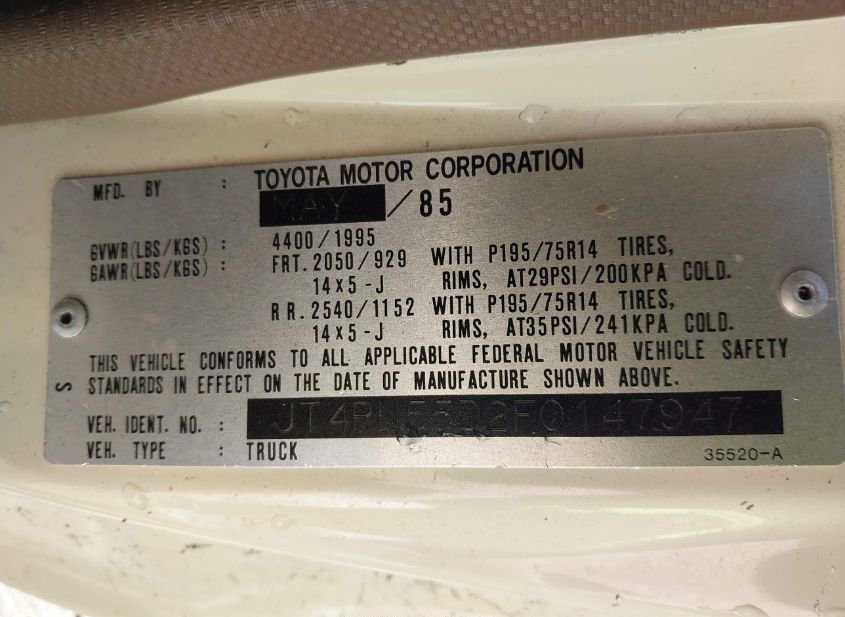 MFD. BY : TOYOTA MOTOR CORPORATION
MAY /85
GVWR(LBS/KGS) : 4400/1995
GAWR(LBS/KGS) : FRT. 2050/929 WITH P195/75R14 TIRES,
14x5-J RIMS, AT29PSI/200KPA COLD.
RR. 2540/1152 WITH P195/75R14 TIRES,
14x5-J RIMS, AT35PSI/241KPA COLD.
THIS VEHICLE CONFORMS TO ALL APPLICABLE FEDERAL MOTOR VEHICLE SAFETY
S STANDARDS IN EFFECT ON THE DATE OF MANUFACTURE SHOWN ABOVE.
VEH. IDENT. NO. :
VEH. TYPE : TRUCK 35520-A